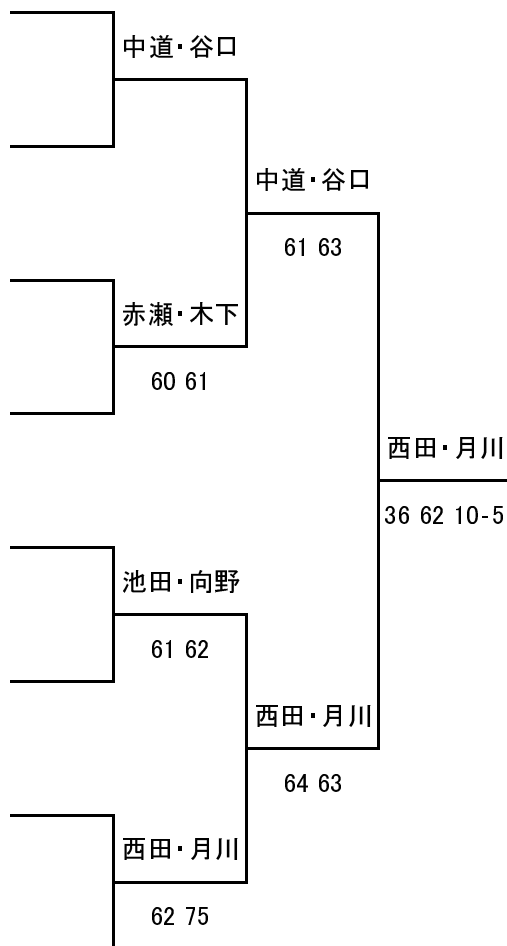 中道・谷口
中道・谷口
61 63
赤瀬・木下
60 61
西田・月川
36 62 10-5
池田・向野
61 62
西田・月川
64 63
西田・月川
62 75